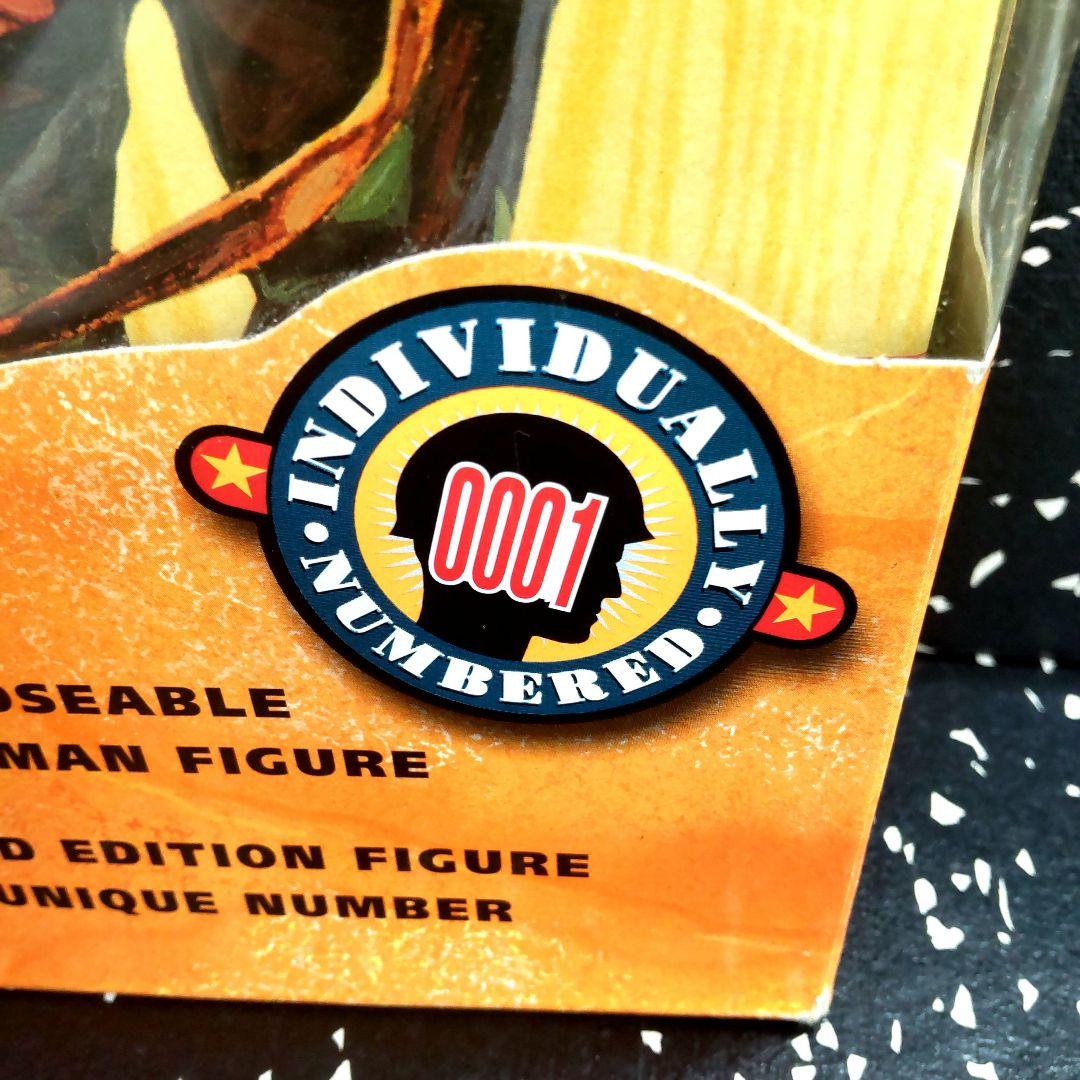 INDIVIDUALLY
0001
NUMBERED
OSEABLE
MAN FIGURE
D EDITION FIGURE
UNIQUE NUMBER